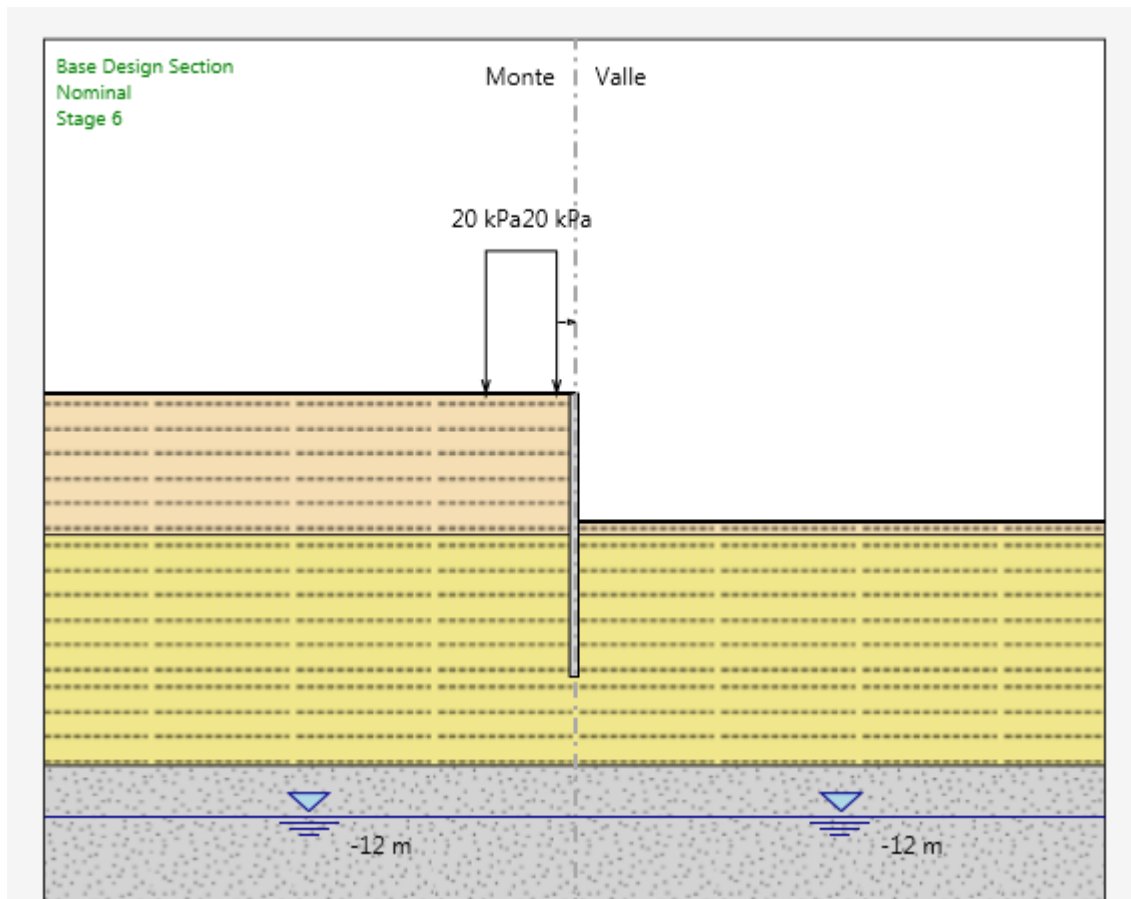 Base Design Section
Nominal
Stage 6
Monte Valle
20 kPa20 kPa
-12 m -12 m